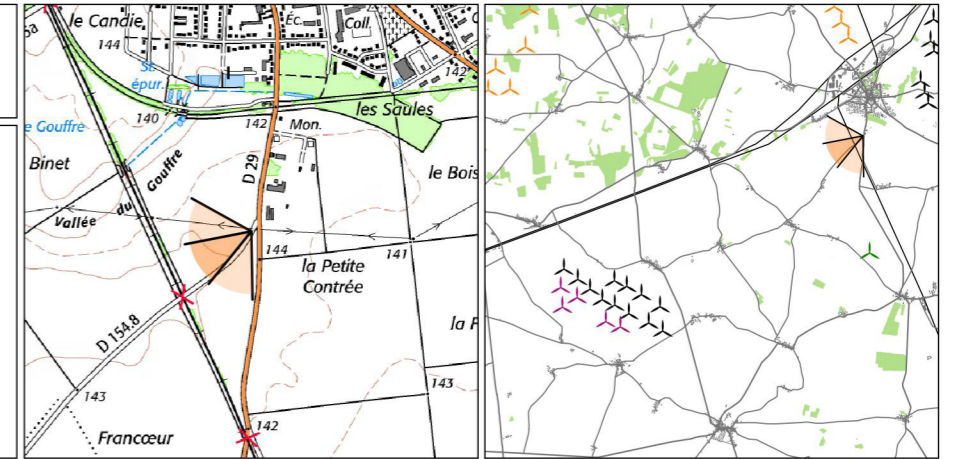 5a
le Candie
144
Éc.
Coll.
St.
épur.
142
140
142
les Saules
e Gouffre
Mon.
Binet
Gouffre
D 29
le Bois
Vallée
du
144
141
la Petite
Contrée
D 154.8
la F
143
143
Francœur
142